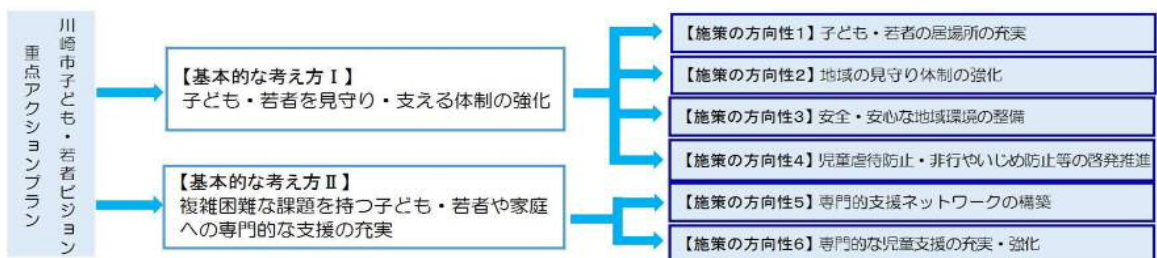 川崎市子ども・若者ビジョン
重点アクションプラン
【基本的な考え方Ⅰ】
子ども・若者を見守り・支える体制の強化
【施策の方向性1】子ども・若者の居場所の充実
【施策の方向性2】地域の見守り体制の強化
【施策の方向性3】安全・安心な地域環境の整備
【施策の方向性4】児童虐待防止・非行やいじめ防止等の啓発推進
【基本的な考え方Ⅱ】
複雑困難な課題を持つ子ども・若者や家庭
への専門的な支援の充実
【施策の方向性5】専門的支援ネットワークの構築
【施策の方向性6】専門的な児童支援の充実・強化